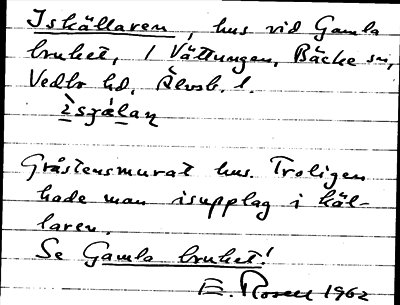 Iskällaren, hus vid Gamla
bruket, i Vättungen, Bäcke sn,
Vedbo hd, Älvsb. l.
Gråstensmurat hus. Troligen
hade man isupplag i käl-
laren.
Se Gamla bruket!
E. Rosell 1962